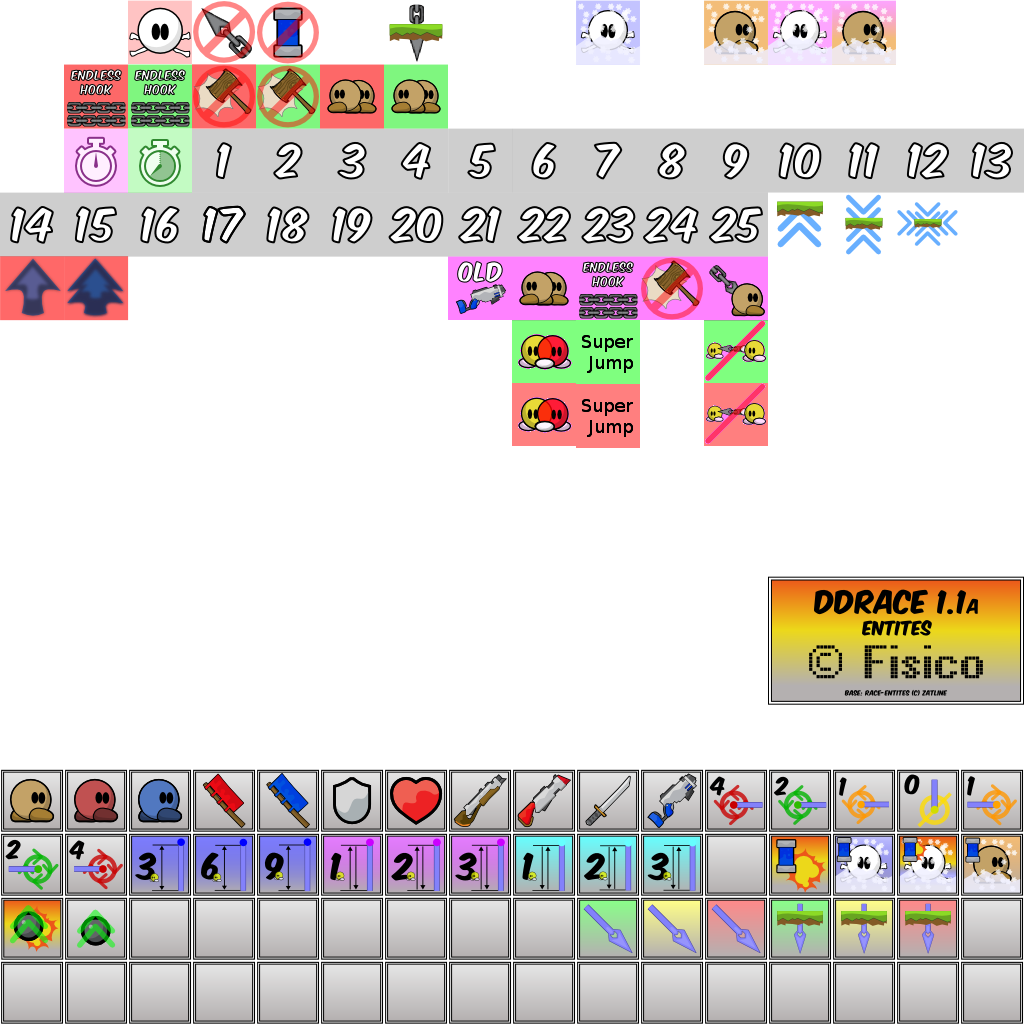 ENDLESS HOOK
ENDLESS HOOK
1 2 3 4 5 6 7 8 9 10 11 12 13
14 15 16 17 18 19 20 21 22 23 24 25
OLD
ENDLESS HOOK
Super
Jump
Super
Jump
DDRACE 1.1A
ENTITES
© Fisico
BASE: RACE-ENTITES (C) ZATLINE
4 2 1 0 1
2 4 3 6 9 1 2 3 1 2 3